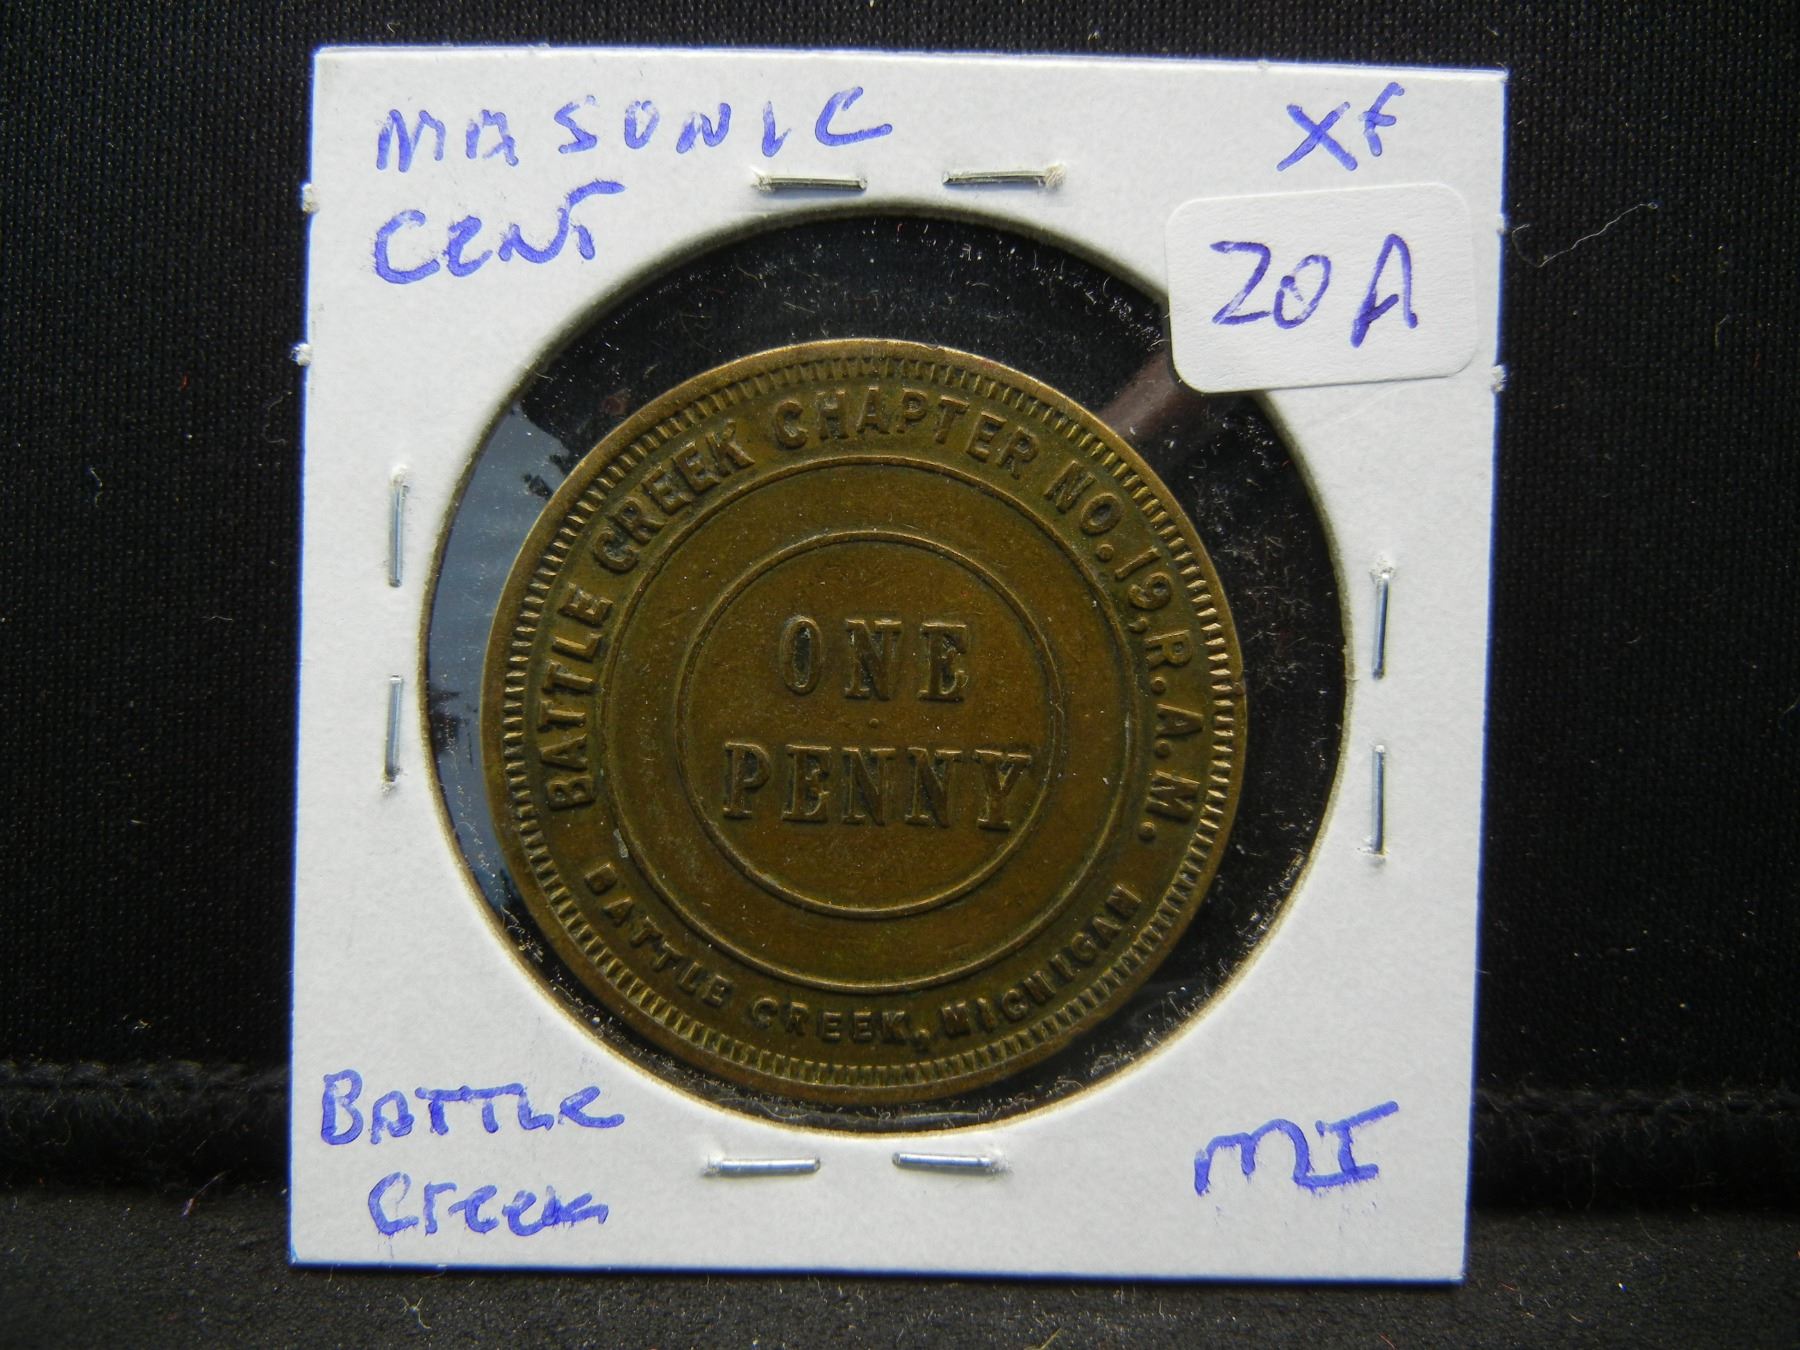 MASONIC
CENT
XF
20A
BATTLE CREEK CHAPTER NO. 19, R. A. M.
ONE
PENNY
BATTLE CREEK, MICHIGAN
BATTLE
Creek
MI